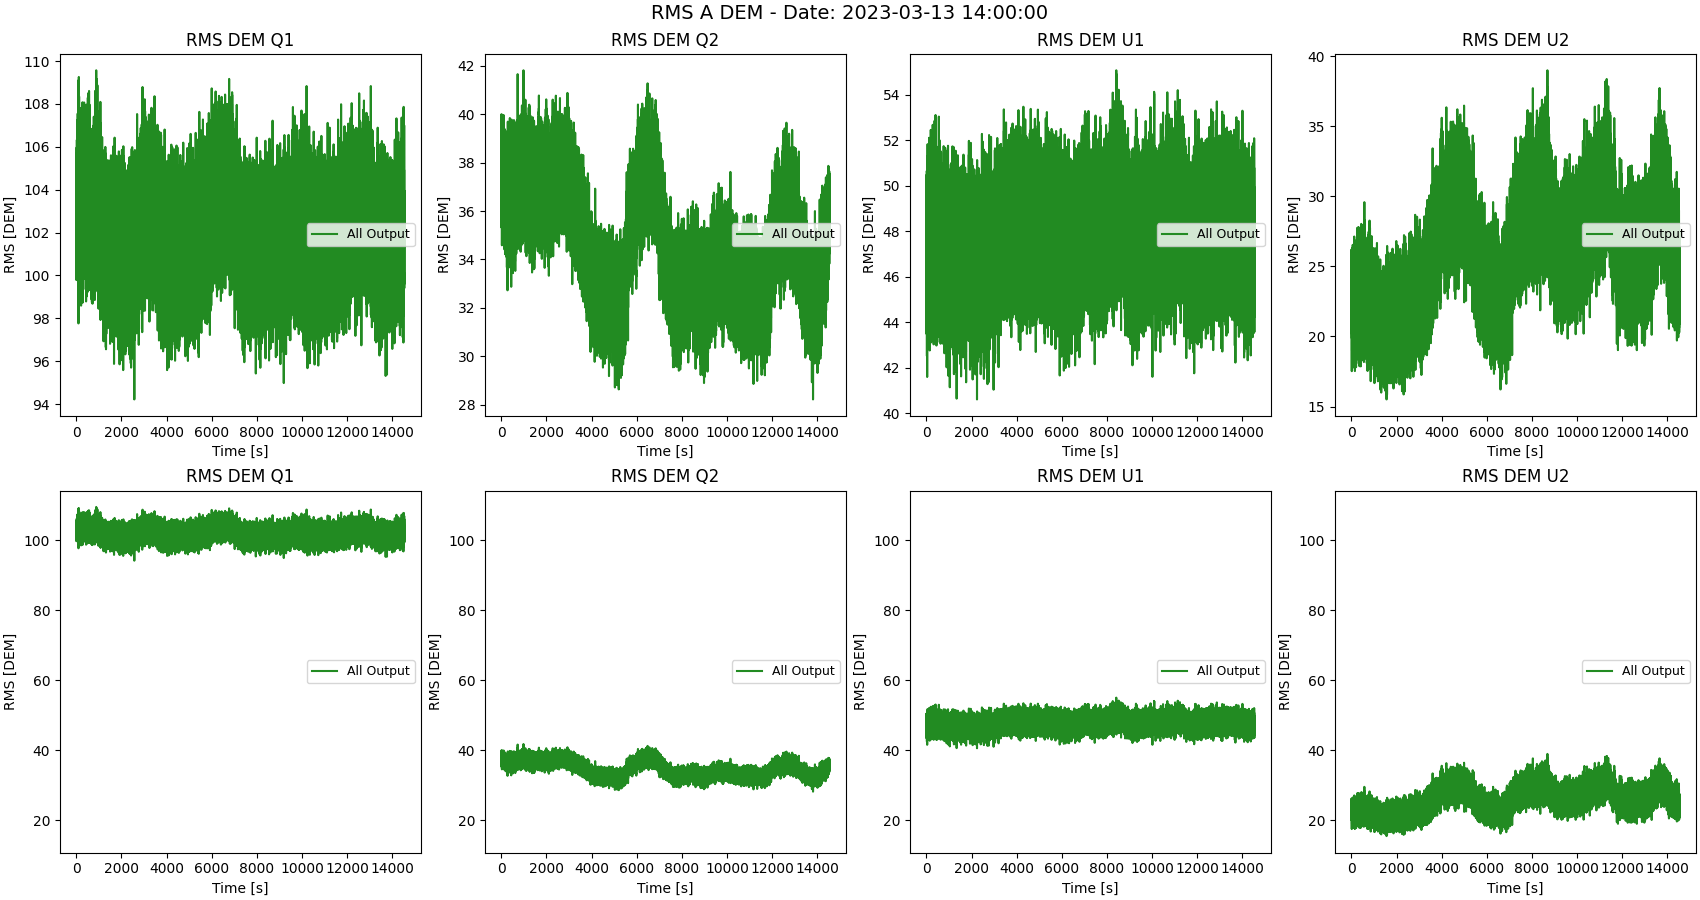 RMS A DEM - Date: 2023-03-13 14:00:00
RMS DEM Q1
RMS [DEM]
110
108
106
104
102
100
98
96
94
0 2000 4000 6000 8000 10000 12000 14000
Time [s]
All Output
RMS DEM Q2
RMS [DEM]
42
40
38
36
34
32
30
28
0 2000 4000 6000 8000 10000 12000 14000
Time [s]
All Output
RMS DEM U1
RMS [DEM]
54
52
50
48
46
44
42
40
0 2000 4000 6000 8000 10000 12000 14000
Time [s]
All Output
RMS DEM U2
RMS [DEM]
40
35
30
25
20
15
0 2000 4000 6000 8000 10000 12000 14000
Time [s]
All Output
RMS DEM Q1
RMS [DEM]
100
80
60
40
20
0 2000 4000 6000 8000 10000 12000 14000
Time [s]
All Output
RMS DEM Q2
RMS [DEM]
100
80
60
40
20
0 2000 4000 6000 8000 10000 12000 14000
Time [s]
All Output
RMS DEM U1
RMS [DEM]
100
80
60
40
20
0 2000 4000 6000 8000 10000 12000 14000
Time [s]
All Output
RMS DEM U2
RMS [DEM]
100
80
60
40
20
0 2000 4000 6000 8000 10000 12000 14000
Time [s]
All Output